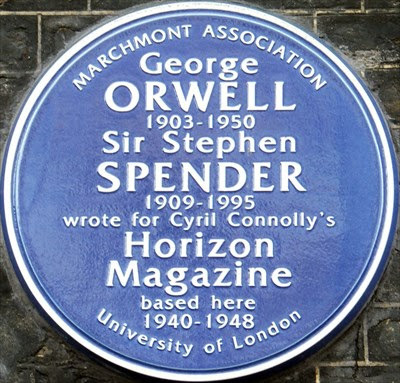 MARCHMONT ASSOCIATION
George
ORWELL
1903-1950
Sir Stephen
SPENDER
1909-1995
wrote for Cyril Connolly's
Horizon
Magazine
based here
1940-1948
University of London